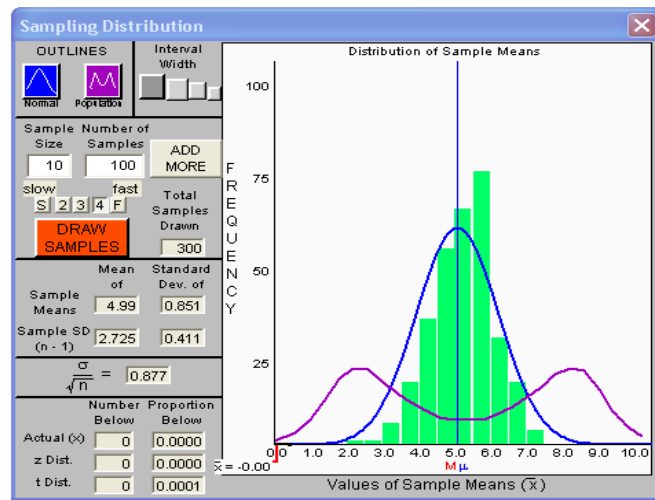 Sampling Distribution
OUTLINES
Normal Population
Interval
Width
Sample Size
Number of Samples
10 100
ADD MORE
slow fast
S 2 3 4 F
DRAW SAMPLES
Total Samples Drawn
300
Mean of
Standard Dev. of
Sample Means 4.99 0.851
Sample SD (n - 1) 2.725 0.411
σ/√n = 0.877
Number Below
Proportion Below
Actual (x) 0 0.0000
z Dist. 0 0.0000
t Dist. 0 0.0001
Distribution of Sample Means
FREQUENCY
100
75
50
25
0.0 1.0 2.0 3.0 4.0 5.0 6.0 7.0 8.0 9.0 10.0
x̄ = -0.00
M μ
Values of Sample Means (x̄)